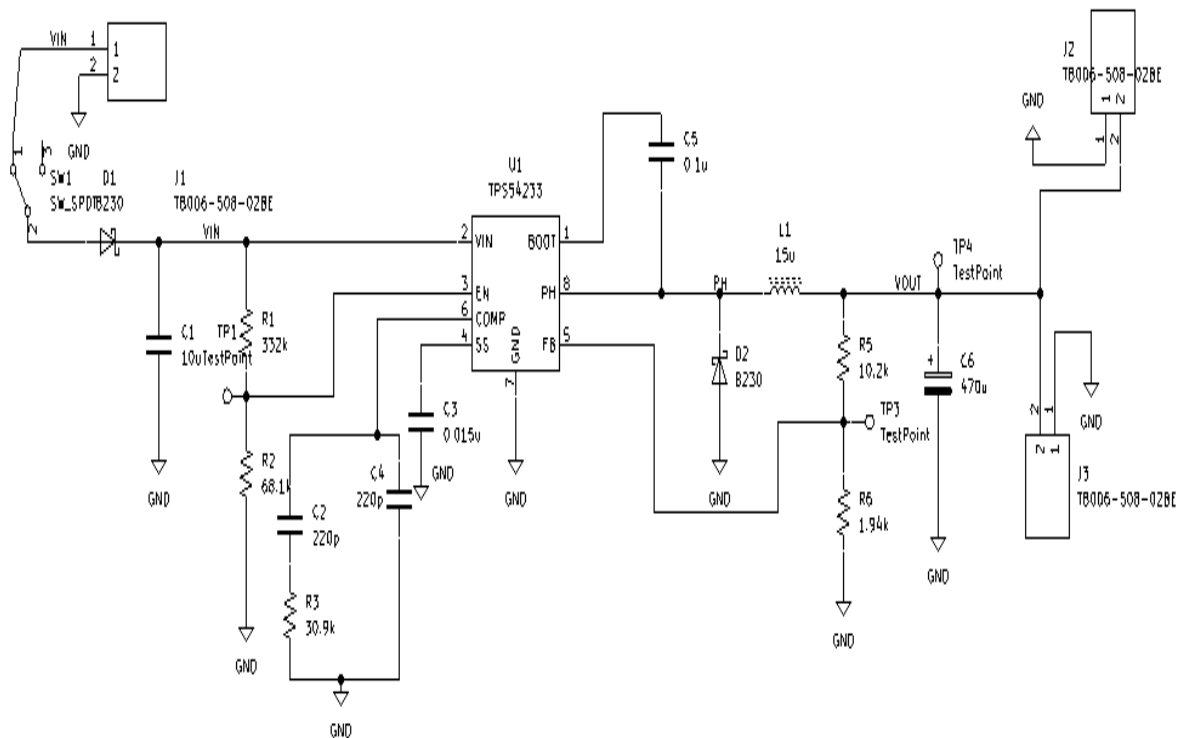 VIN
1
2
1
2
GND
1
3
2
SW1
SW_SPDT
D1
B230
J1
TB006-508-02BE
VIN
C1
10u
TP1
TestPoint
R1
332k
R2
68.1k
GND
GND
U1
TPS54233
2
VIN
BOOT
1
3
EN
PH
8
6
COMP
4
SS
FB
5
GND
7
C5
0.1u
C3
0.015u
GND
GND
C4
220p
C2
220p
R3
30.9k
GND
PH
L1
15u
D2
B230
GND
VOUT
TP4
TestPoint
R5
10.2k
TP3
TestPoint
R6
1.94k
GND
+
C6
470u
GND
J2
TB006-508-02BE
1
2
1
2
GND
2
1
2
1
GND
J3
TB006-508-02BE